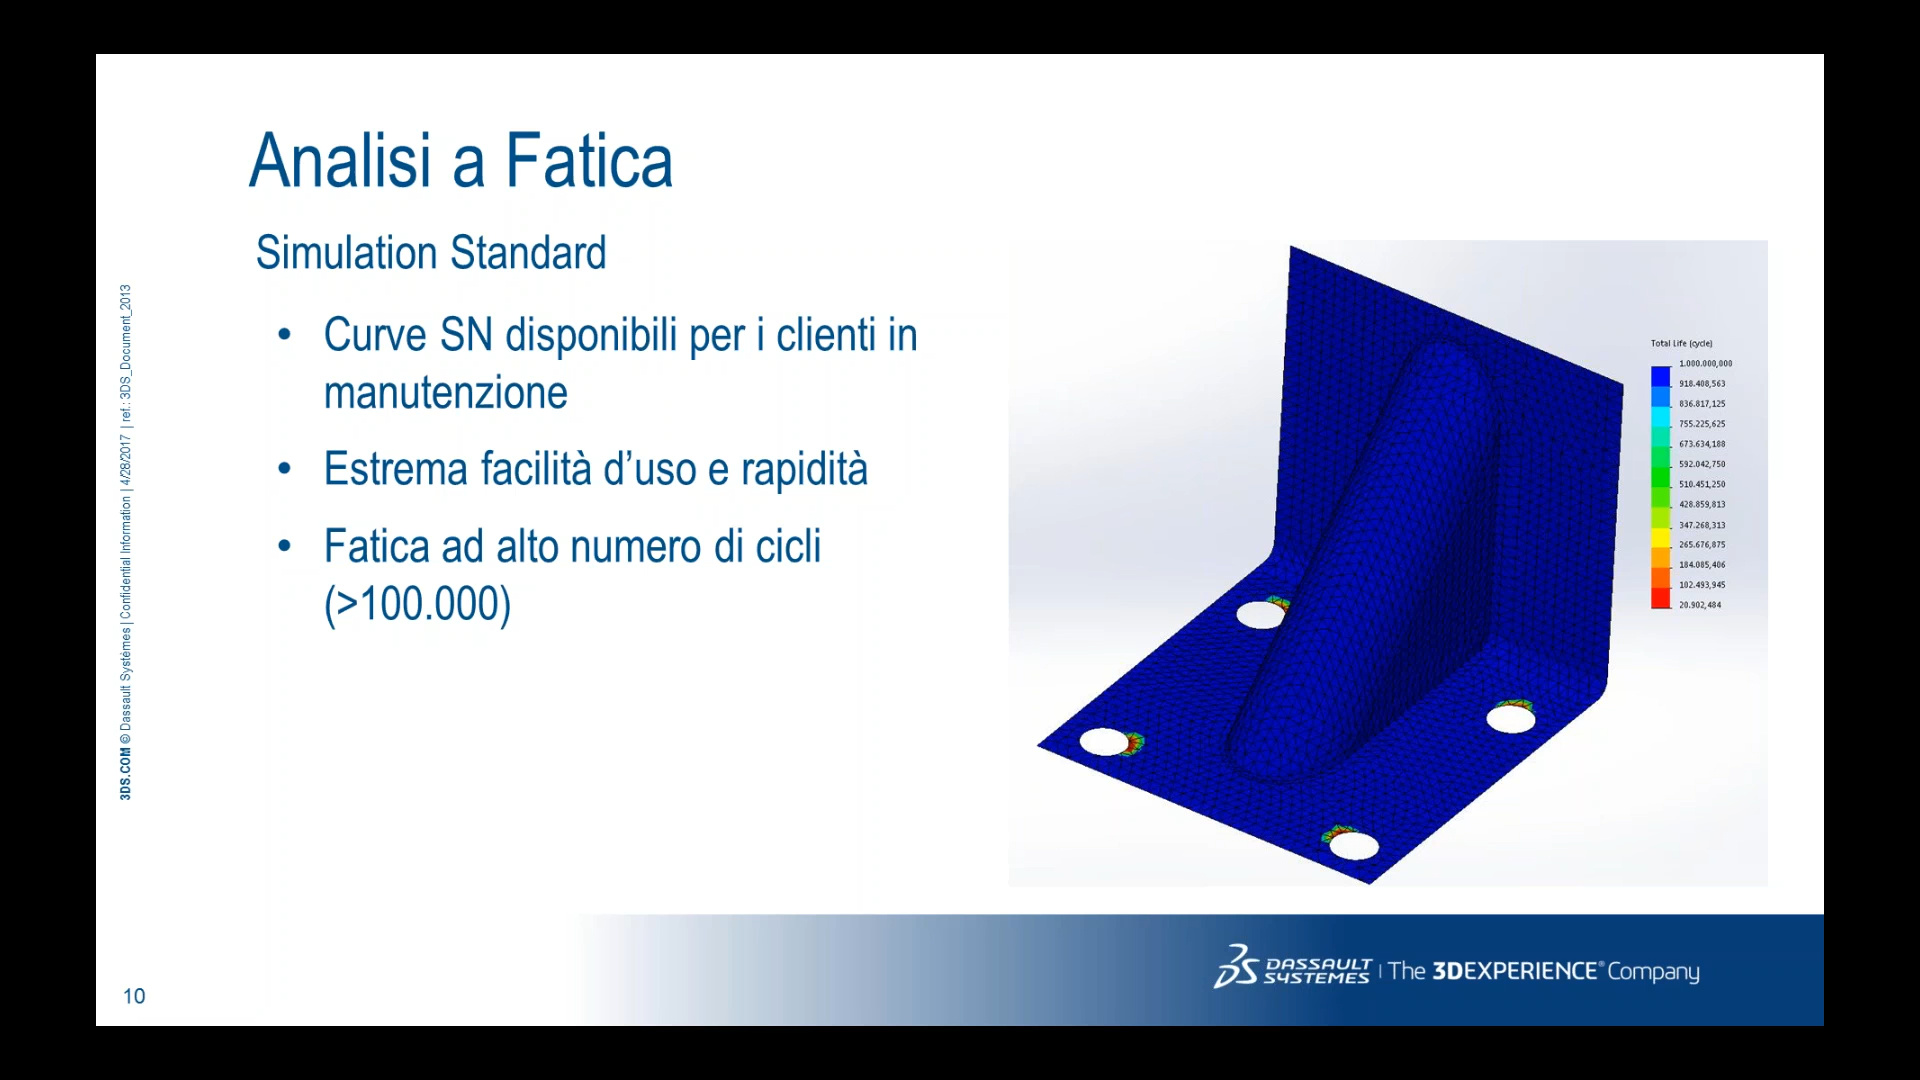 Analisi a Fatica
Simulation Standard
• Curve SN disponibili per i clienti in
manutenzione
• Estrema facilità d’uso e rapidità
• Fatica ad alto numero di cicli
(>100.000)
3DS.COM © Dassault Systèmes | Confidential Information | 4/28/2017 | ref.: 3DS_Document_2013
Total Life (cycle)
1.000.000,000
918.408,563
836.817,125
755.225,625
673.634,188
592.042,750
510.451,250
428.859,813
347.268,313
265.676,875
184.085,406
102.493,945
20.902,484
10
DASSAULT
SYSTEMES | The 3DEXPERIENCE® Company